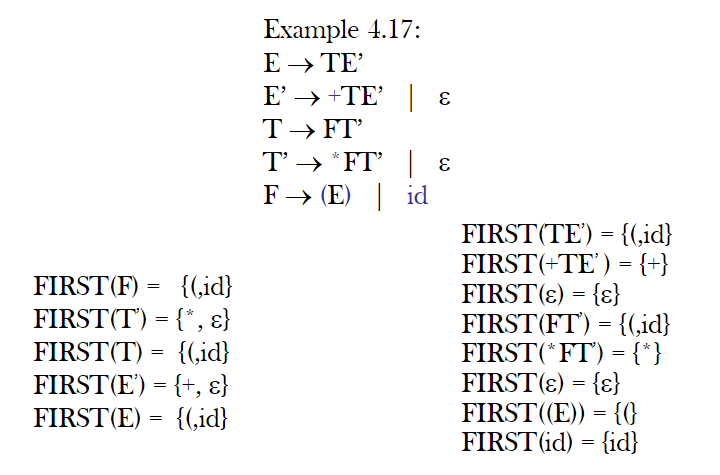 Example 4.17:
E → TE’
E’ → +TE’ | ε
T → FT’
T’ → *FT’ | ε
F → (E) | id
FIRST(F) = {(,id}
FIRST(T’) = {*, ε}
FIRST(T) = {(,id}
FIRST(E’) = {+, ε}
FIRST(E) = {(,id}
FIRST(TE’) = {(,id}
FIRST(+TE’) = {+}
FIRST(ε) = {ε}
FIRST(FT’) = {(,id}
FIRST(*FT’) = {*}
FIRST(ε) = {ε}
FIRST((E)) = {(}
FIRST(id) = {id}